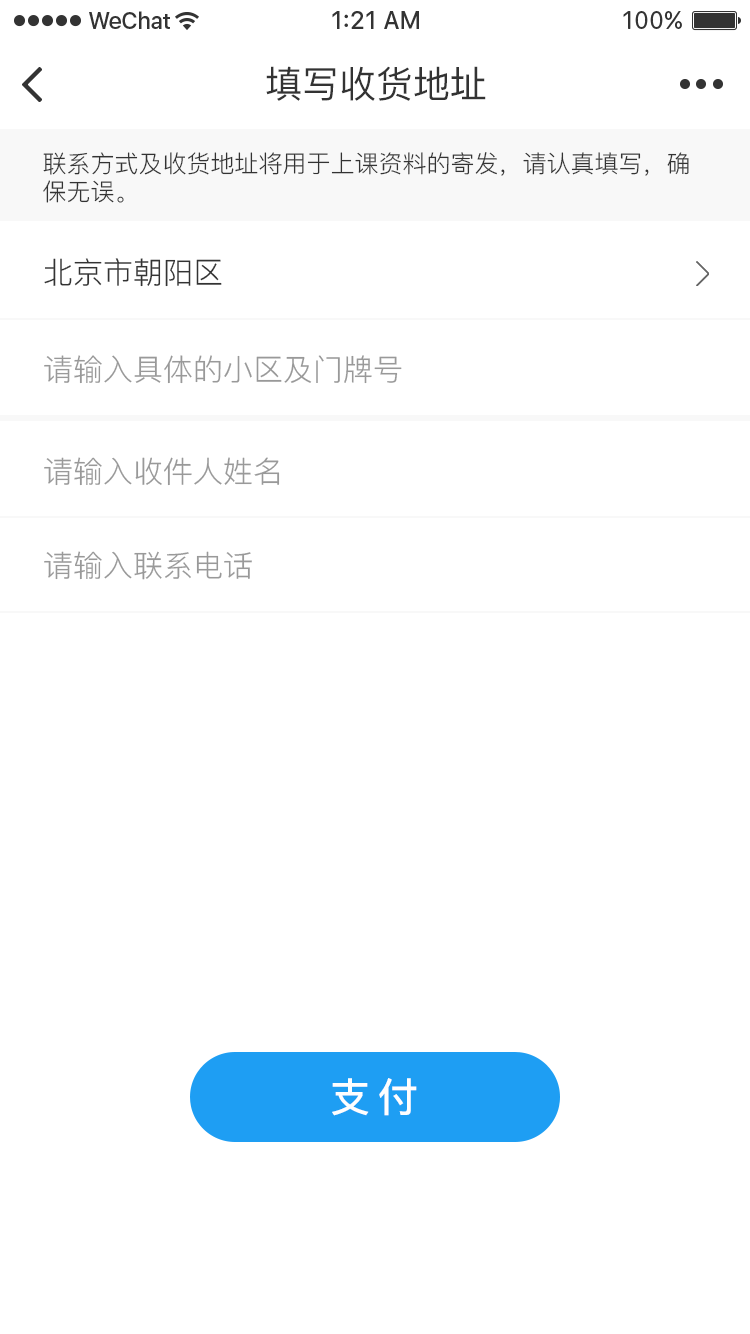 WeChat 1:21 AM 100%
填写收货地址
联系方式及收货地址将用于上课资料的寄发，请认真填写，确
保无误。
北京市朝阳区
请输入具体的小区及门牌号
请输入收件人姓名
请输入联系电话
支付